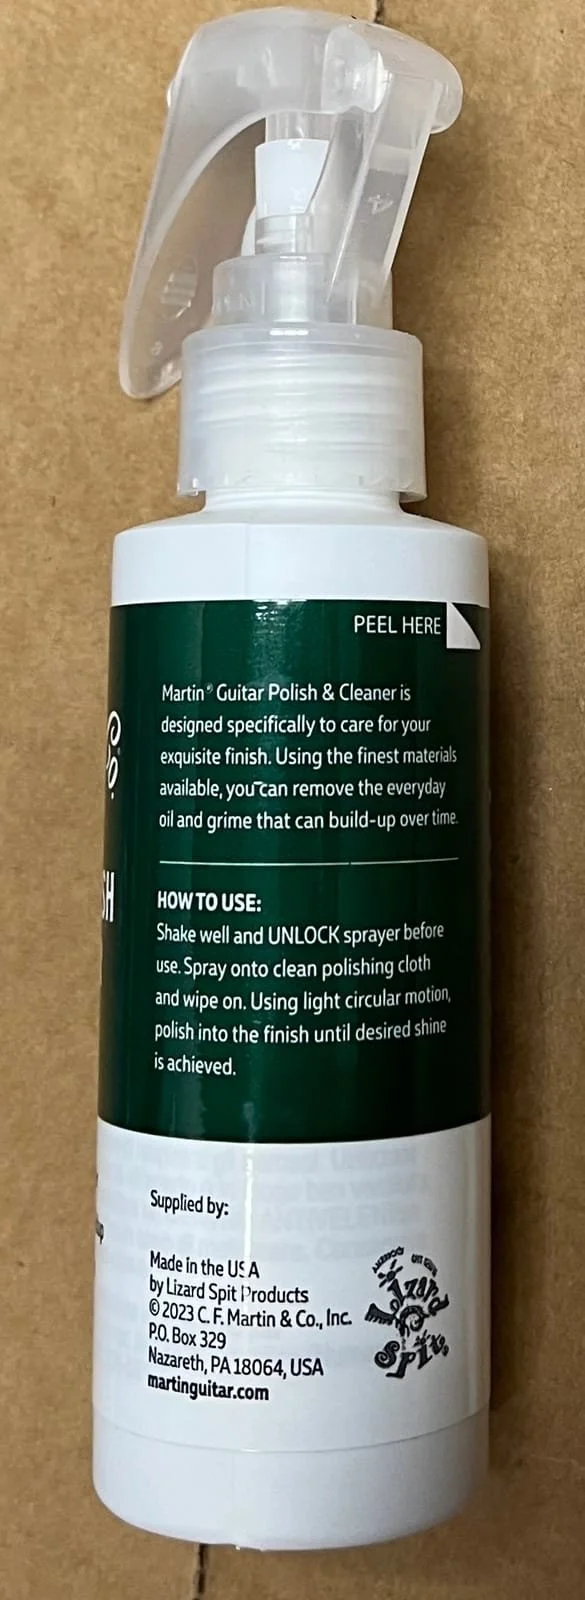 PEEL HERE
Martin® Guitar Polish & Cleaner is
designed specifically to care for your
exquisite finish. Using the finest materials
available, you can remove the everyday
oil and grime that can build-up over time.
HOW TO USE:
Shake well and UNLOCK sprayer before
use. Spray onto clean polishing cloth
and wipe on. Using light circular motion,
polish into the finish until desired shine
is achieved.
SH
Supplied by:
Made in the USA
by Lizard Spit Products
© 2023 C. F. Martin & Co., Inc.
P.O. Box 329
Nazareth, PA 18064, USA
martinguitar.com
Lizard
Spit